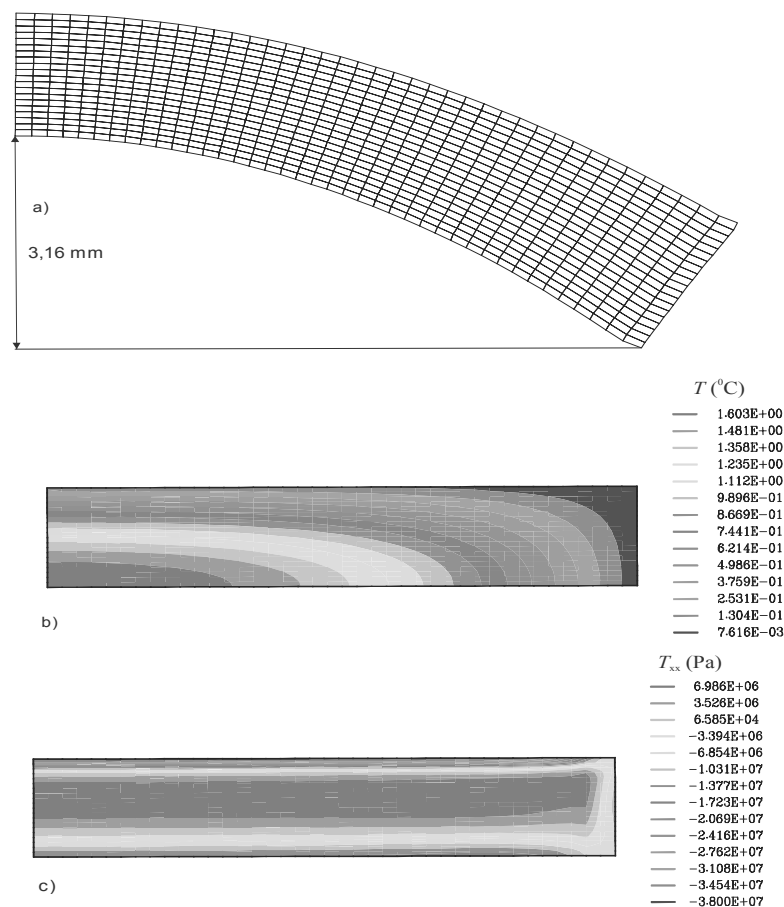 a)
3,16 mm
T (⁰C)
1.603E+00
1.481E+00
1.358E+00
1.235E+00
1.112E+00
9.896E−01
8.669E−01
7.441E−01
6.214E−01
4.986E−01
3.759E−01
2.531E−01
1.304E−01
7.616E−03
b)
Txx (Pa)
6.986E+06
3.526E+06
6.585E+04
−3.394E+06
−6.854E+06
−1.031E+07
−1.377E+07
−1.723E+07
−2.069E+07
−2.416E+07
−2.762E+07
−3.108E+07
−3.454E+07
−3.800E+07
c)